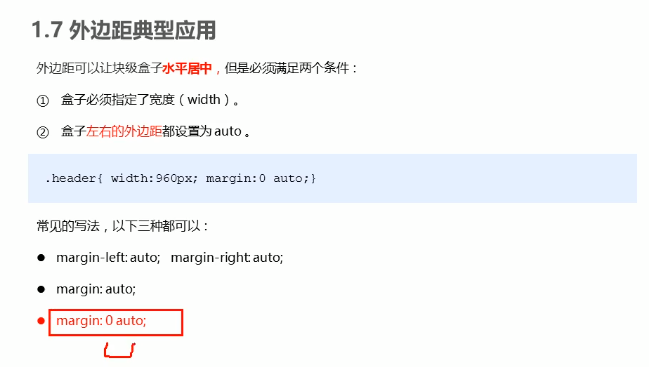 1.7 外边距典型应用
外边距可以让块级盒子水平居中，但是必须满足两个条件：
① 盒子必须指定了宽度（width）。
② 盒子左右的外边距都设置为 auto 。
.header{ width:960px; margin:0 auto;}
常见的写法，以下三种都可以：
● margin-left: auto; margin-right: auto;
● margin: auto;
● margin: 0 auto;